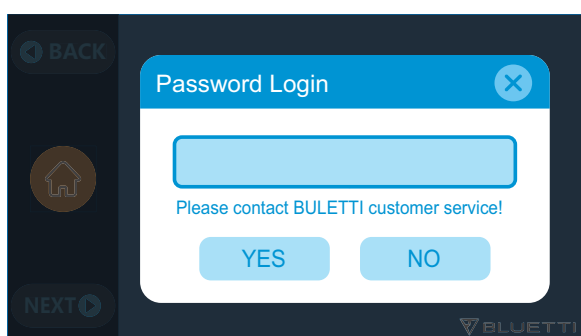 BACK
Password Login
Please contact BULETTI customer service!
YES NO
NEXT
BLUETTI